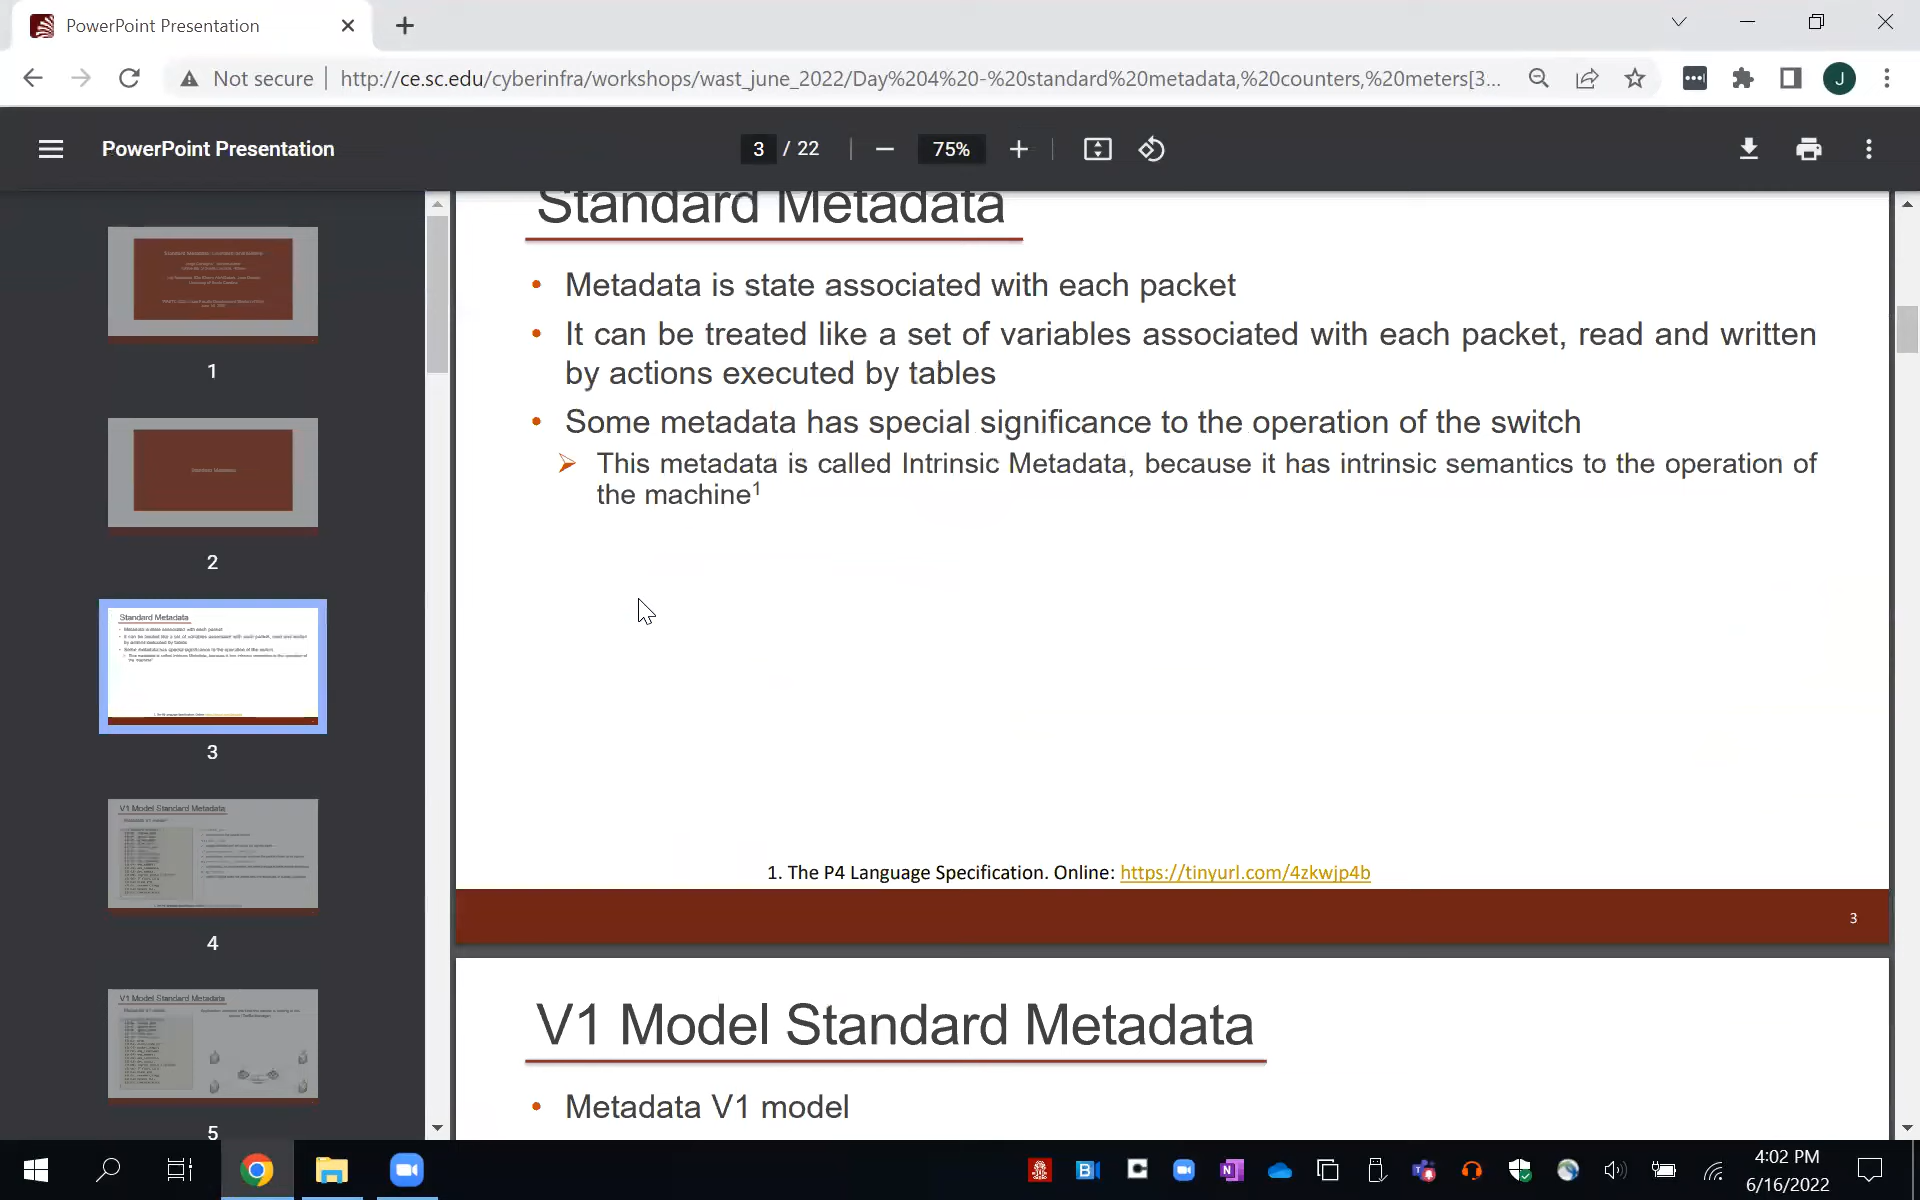 PowerPoint Presentation
Not secure
http://ce.sc.edu/cyberinfra/workshops/wast_june_2022/Day%204%20-%20standard%20metadata,%20counters,%20meters[3...
J
PowerPoint Presentation
3 / 22
75%
1
2
Standard Metadata
3
V1 Model Standard Metadata
4
V1 Model Standard Metadata
5
Standard Metadata
• Metadata is state associated with each packet
• It can be treated like a set of variables associated with each packet, read and written
by actions executed by tables
• Some metadata has special significance to the operation of the switch
➢ This metadata is called Intrinsic Metadata, because it has intrinsic semantics to the operation of
the machine1
1. The P4 Language Specification. Online: https://tinyurl.com/4zkwjp4b
3
V1 Model Standard Metadata
• Metadata V1 model
4:02 PM
6/16/2022